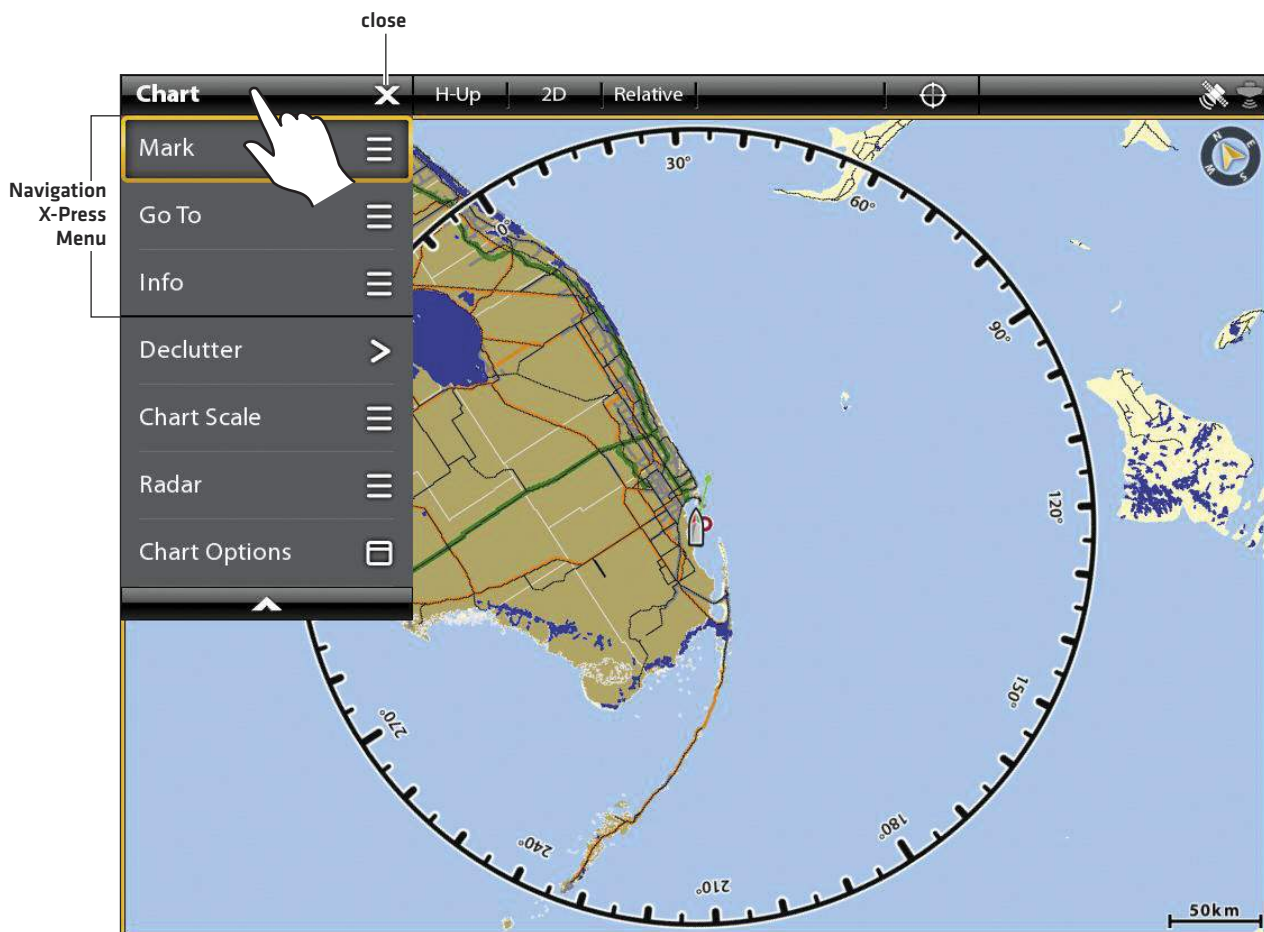 close
Chart
H-Up
2D
Relative
Navigation
X-Press
Menu
Mark
Go To
Info
Declutter
Chart Scale
Radar
Chart Options
N
E
S
W
0°
30°
60°
90°
120°
150°
180°
210°
240°
270°
50km